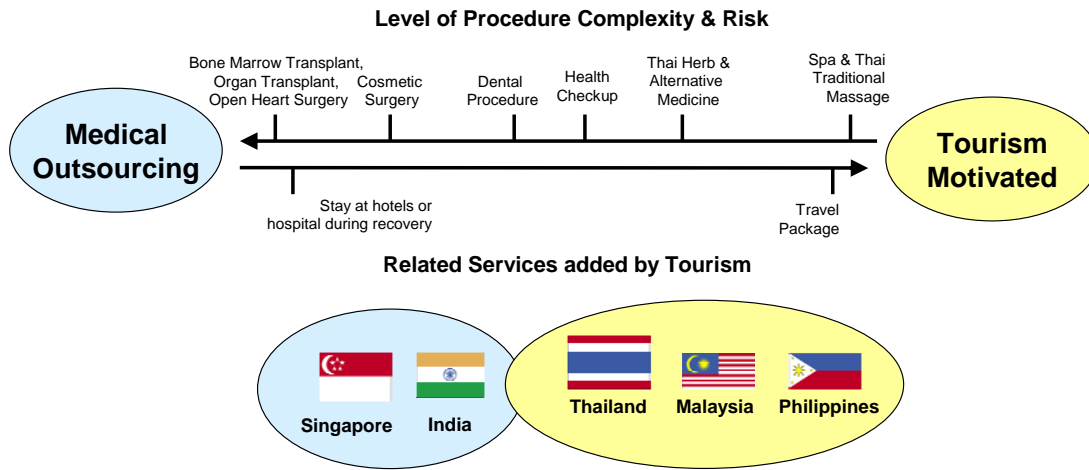 Level of Procedure Complexity & Risk
Bone Marrow Transplant,
Organ Transplant,
Open Heart Surgery
Cosmetic
Surgery
Dental
Procedure
Health
Checkup
Thai Herb &
Alternative
Medicine
Spa & Thai
Traditional
Massage
Medical
Outsourcing
Tourism
Motivated
Stay at hotels or
hospital during recovery
Travel
Package
Related Services added by Tourism
Singapore
India
Thailand
Malaysia
Philippines